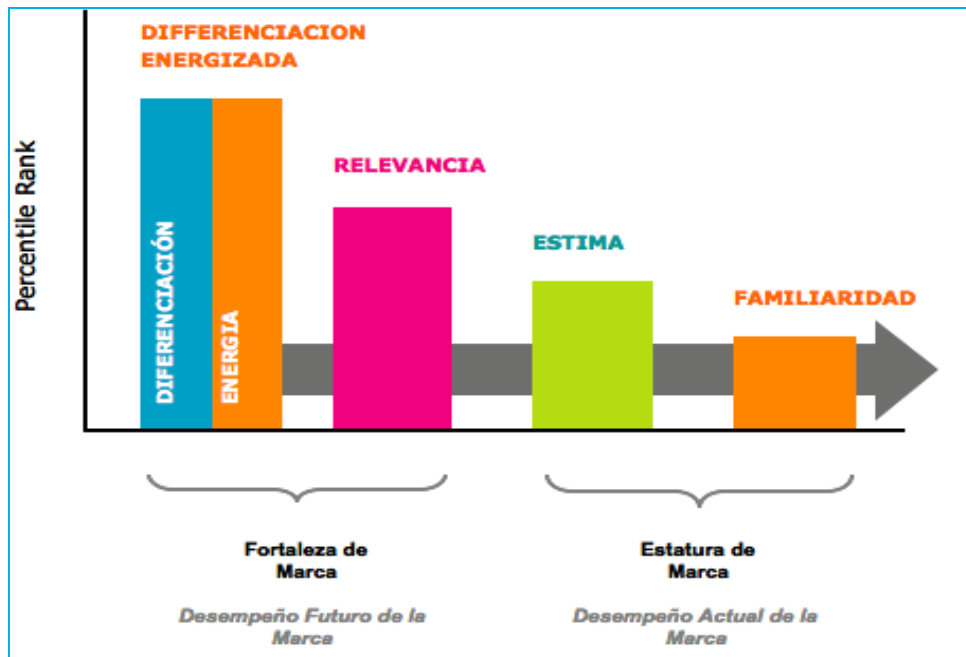 DIFFERENCIACION
ENERGIZADA
RELEVANCIA
ESTIMA
FAMILIARIDAD
Percentile Rank
DIFERENCIACIÓN
ENERGIA
Fortaleza de
Marca
Estatura de
Marca
Desempeño Futuro de la
Marca
Desempeño Actual de la
Marca